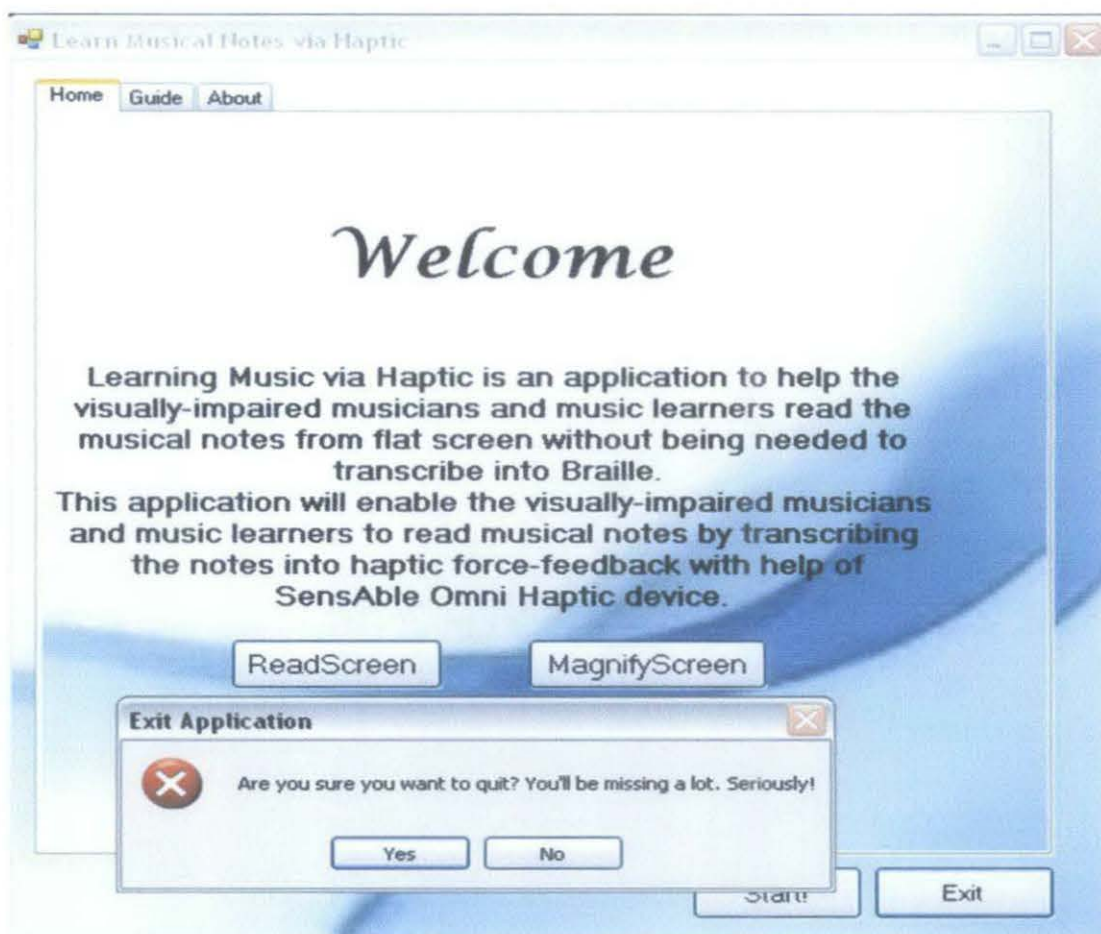 Learn Musical Notes via Haptic
Home Guide About
Welcome
Learning Music via Haptic is an application to help the
visually-impaired musicians and music learners read the
musical notes from flat screen without being needed to
transcribe into Braille.
This application will enable the visually-impaired musicians
and music learners to read musical notes by transcribing
the notes into haptic force-feedback with help of
SensAble Omni Haptic device.
ReadScreen MagnifyScreen
Exit Application
Are you sure you want to quit? You'll be missing a lot. Seriously!
Yes No
Start! Exit